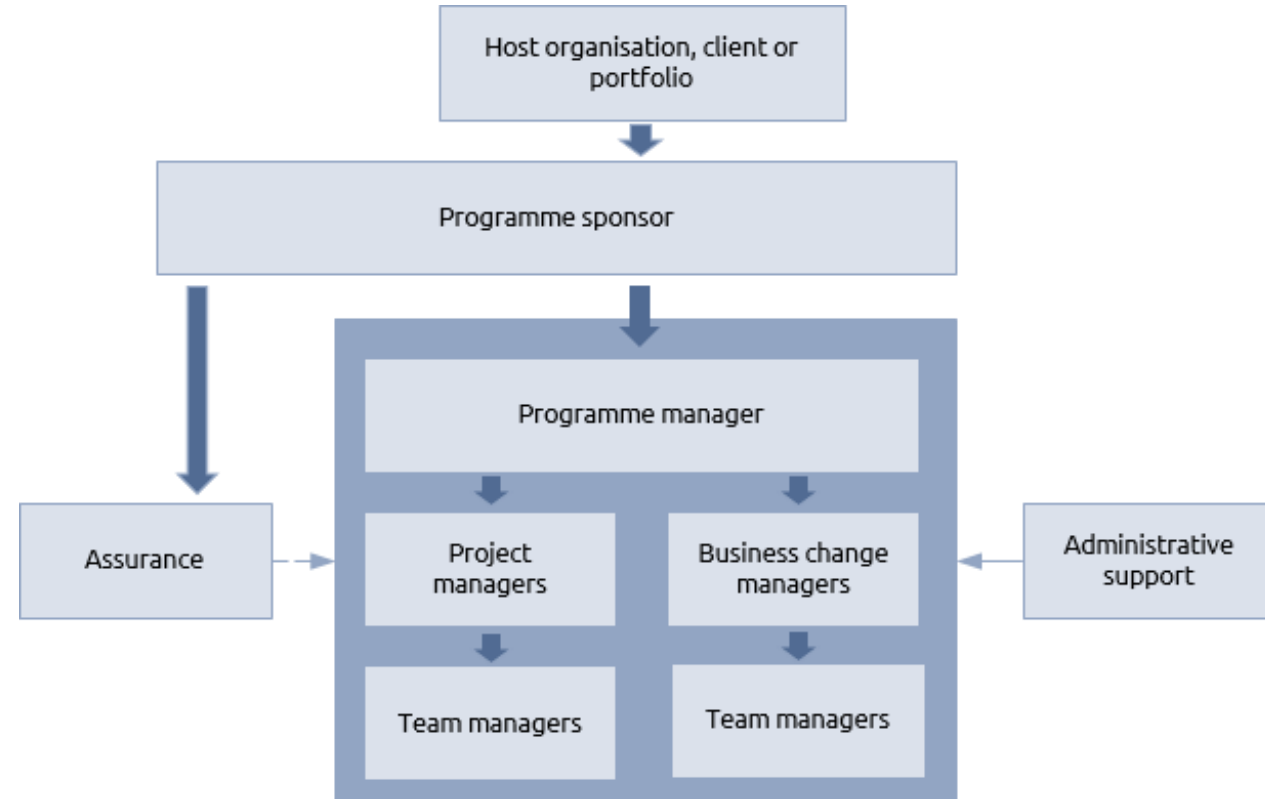 Host organisation, client or
portfolio
Programme sponsor
Programme manager
Assurance
Project
managers
Business change
managers
Administrative
support
Team managers
Team managers